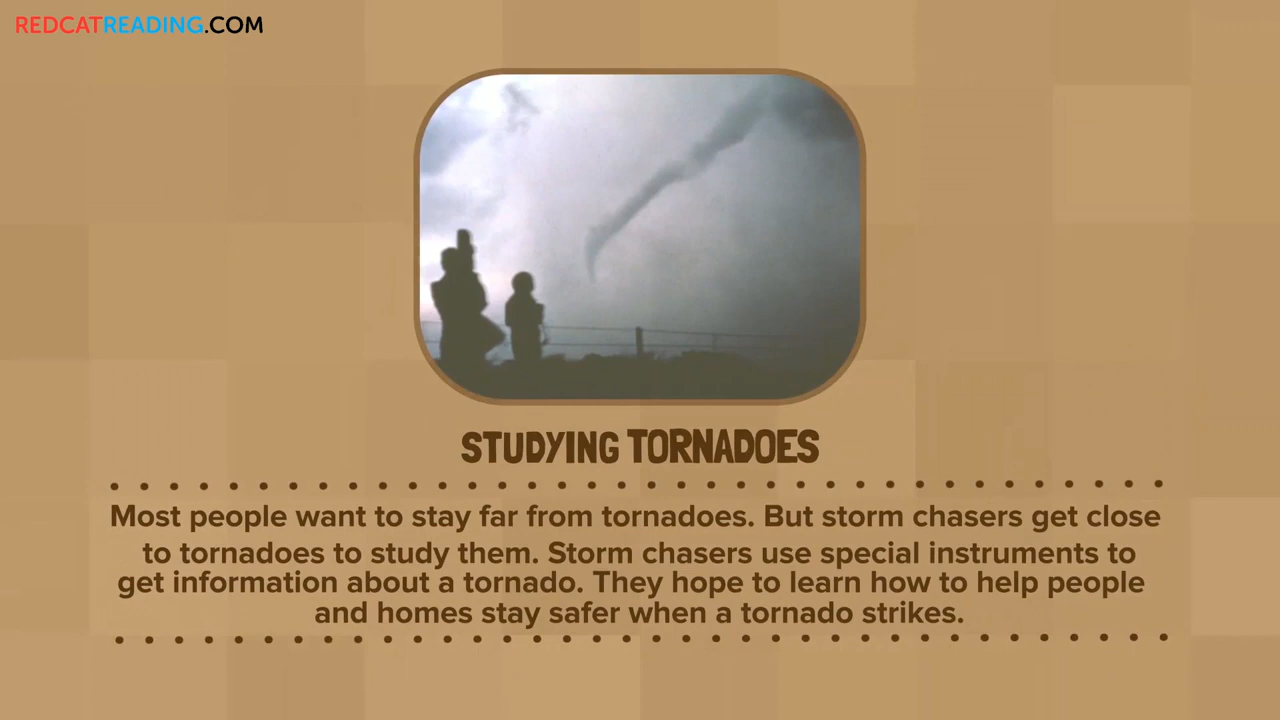 REDCATREADING.COM
STUDYING TORNADOES
Most people want to stay far from tornadoes. But storm chasers get close
to tornadoes to study them. Storm chasers use special instruments to
get information about a tornado. They hope to learn how to help people
and homes stay safer when a tornado strikes.